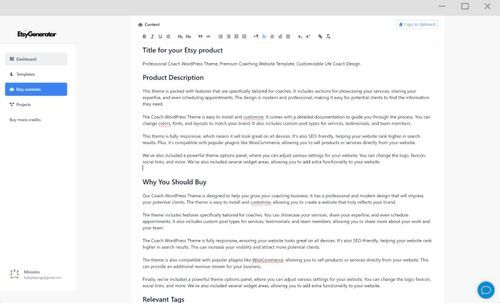 EtsyGenerator
Dashboard
Templates
Etsy contents
Projects
Buy more credits
Content
Copy to clipboard
Title for your Etsy product
Professional Coach WordPress Theme, Premium Coaching Website Template, Customizable Life Coach Design.
Product Description
This theme is packed with features that are specifically tailored for coaches. It includes sections for showcasing your services, sharing your
expertise, and even scheduling appointments. The design is modern and professional, making it easy for potential clients to find the information
they need.
The Coach WordPress Theme is easy to install and customize. It comes with a detailed documentation to guide you through the process. You can
change colors, fonts, and layouts to match your brand. It also includes custom post types for services, testimonials, and team members.
This theme is fully responsive, which means it will look great on all devices. It's also SEO-friendly, helping your website rank higher in search
results. Plus, it's compatible with popular plugins like WooCommerce, allowing you to sell products or services directly from your website.
We've also included a powerful theme options panel, where you can adjust various settings for your website. You can change the logo, favicon,
social links, and more. We've also included several widget areas, allowing you to add extra functionality to your website.
Why You Should Buy
Our Coach WordPress Theme is designed to help you grow your coaching business. It has a professional and modern design that will impress
your potential clients. The theme is easy to install and customize, allowing you to create a website that truly reflects your brand.
The theme includes features specifically tailored for coaches. You can showcase your services, share your expertise, and even schedule
appointments. It also includes custom post types for services, testimonials, and team members, allowing you to share more about your work and
your team.
The Coach WordPress Theme is fully responsive, ensuring your website looks great on all devices. It's also SEO-friendly, helping your website rank
higher in search results. This can increase your visibility and attract more potential clients.
The theme is also compatible with popular plugins like WooCommerce, allowing you to sell products or services directly from your website. This
can provide an additional revenue stream for your business.
Finally, we've included a powerful theme options panel, where you can adjust various settings for your website. You can change the logo, favicon,
social links, and more. We've also included several widget areas, allowing you to add extra functionality to your website.
Relevant Tags